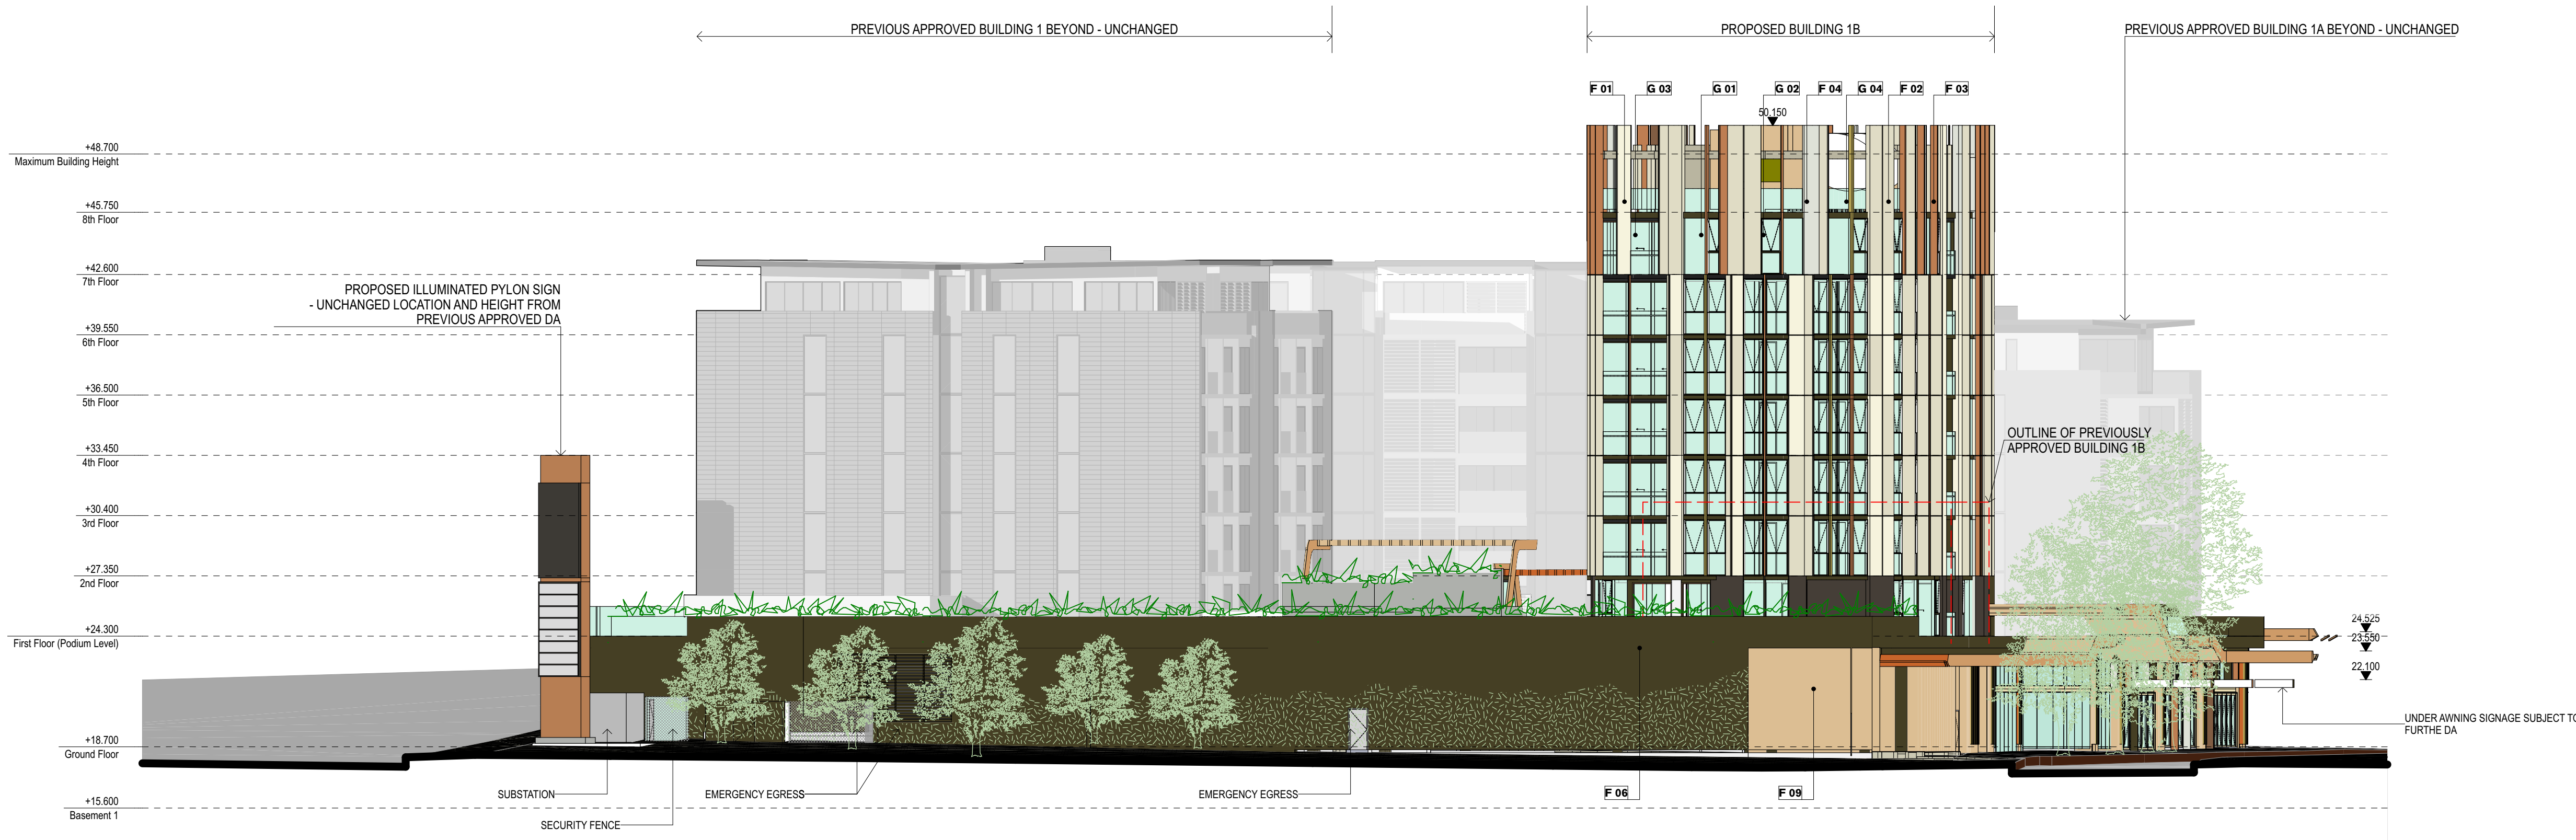 PREVIOUS APPROVED BUILDING 1 BEYOND - UNCHANGED
PROPOSED BUILDING 1B
PREVIOUS APPROVED BUILDING 1A BEYOND - UNCHANGED
F 01
G 03
G 01
G 02
F 04
G 04
F 02
F 03
50.150
+48.700
Maximum Building Height
+45.750
8th Floor
+42.600
7th Floor
PROPOSED ILLUMINATED PYLON SIGN
- UNCHANGED LOCATION AND HEIGHT FROM
PREVIOUS APPROVED DA
+39.550
6th Floor
+36.500
5th Floor
OUTLINE OF PREVIOUSLY
APPROVED BUILDING 1B
+33.450
4th Floor
+30.400
3rd Floor
+27.350
2nd Floor
+24.300
First Floor (Podium Level)
24.525
23.550
22.100
UNDER AWNING SIGNAGE SUBJECT TO
FURTHE DA
+18.700
Ground Floor
SUBSTATION
EMERGENCY EGRESS
EMERGENCY EGRESS
F 06
F 09
+15.600
Basement 1
SECURITY FENCE